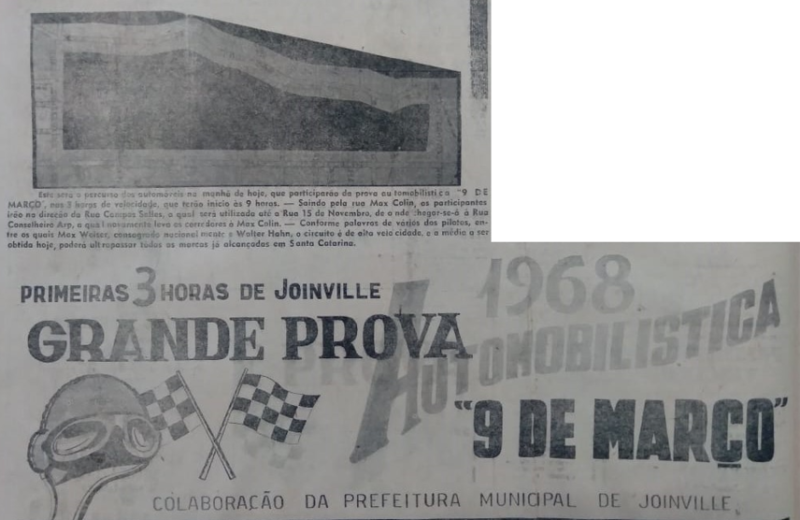 Este será o percurso dos automóveis na manhã de hoje, que participarão da prova automobilistica "9 DE
MARÇO", nas 3 horas de velocidade, que terão início às 9 horas. — Saindo pela rua Max Colin, os participantes
irão na direção da Rua Campos Salles, a qual será utilizada até a Rua 15 de Novembro, de onde chegar-se-á à Rua
Conselheiro Arp, a qual novamente leva os corredores à Max Colin. — Conforme palavras de vários dos pilotos, en-
tre os quais Max Weiser, consagrado nacionalmente e Walter Hahn, o circuito é de alta velocidade, e a média a ser
obtida hoje, poderá ultrapassar todas as marcas já alcançadas em Santa Catarina.
PRIMEIRAS 3 HORAS DE JOINVILLE
1968
GRANDE PROVA
AUTOMOBILISTICA
"9 DE MARÇO"
COLABORAÇÃO DA PREFEITURA MUNICIPAL DE JOINVILLE